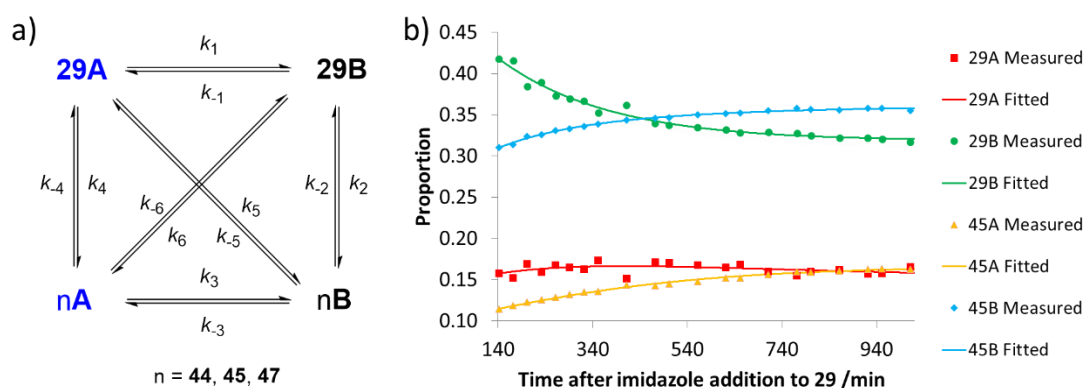 a)
k1
29A
29B
k-1
k-4
k4
k-6
k6
k5
k-5
k-2
k2
k3
nA
nB
k-3
n = 44, 45, 47
b)
0.45
0.40
0.35
0.30
0.25
0.20
0.15
0.10
Proportion
140
340
540
740
940
Time after imidazole addition to 29 /min
29A Measured
29A Fitted
29B Measured
29B Fitted
45A Measured
45A Fitted
45B Measured
45B Fitted